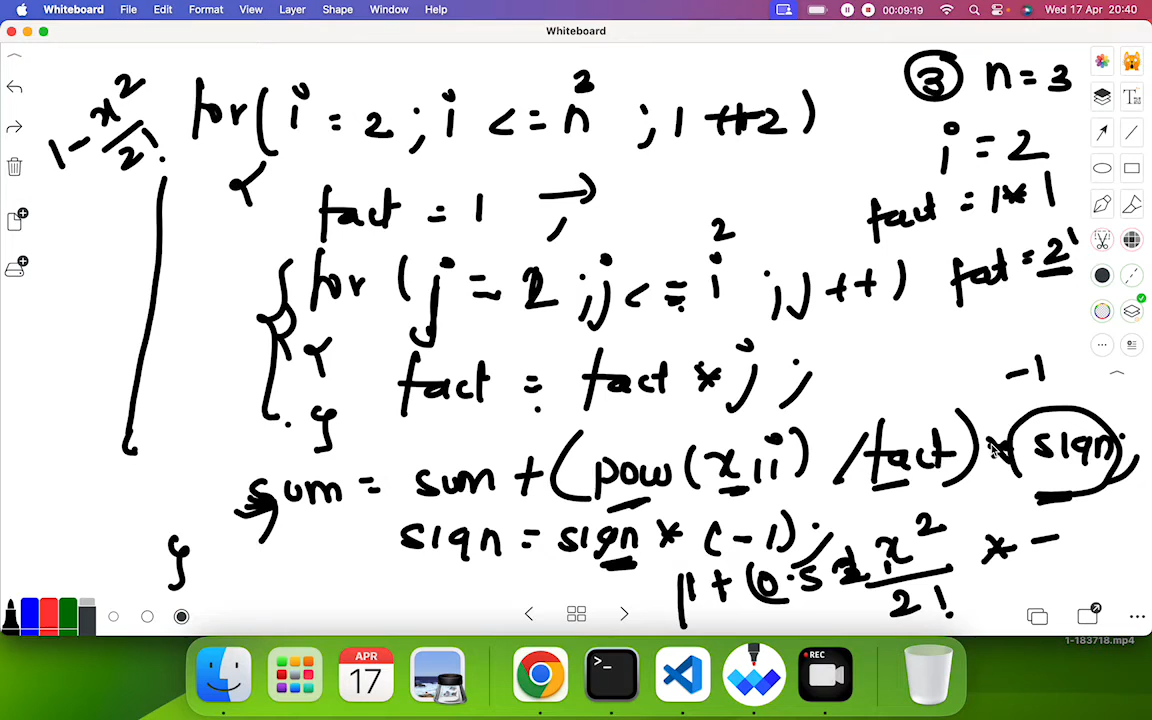 Whiteboard File Edit Format View Layer Shape Window Help 00:09:19 Wed 17 Apr 20:40
Whiteboard
1 - x²/2!
for( i = 2 ; i <= n ; i++2 )
2
{
fact = 1 ;
2
for ( j = 2 ; j <= i ; j++ )
{
fact = fact * j ;
}
sum = sum + (pow(x,i) / fact) * (sign;
sign = sign * (-1) ;
}
1 + (0.5 x²/2! * -
3 n = 3
i = 2
fact = 1 * 1
fact = 2
-1
1-183718.mp4
APR
17
REC